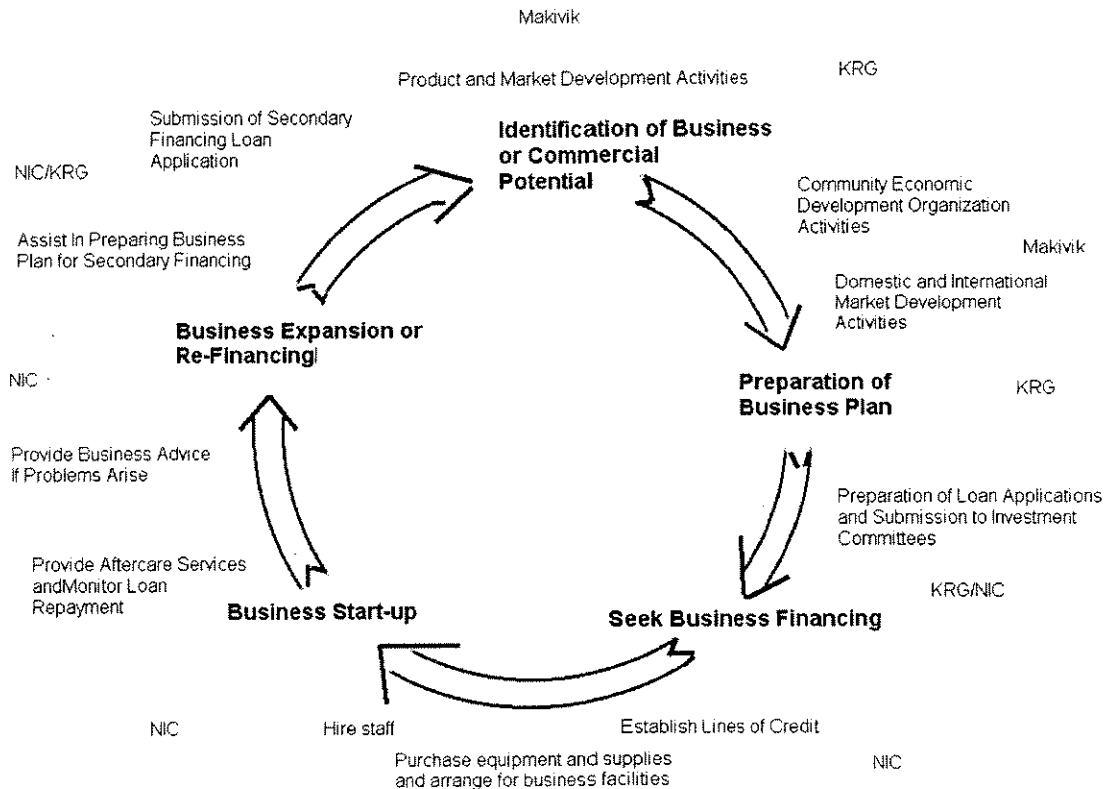 Makivik
KRG
Product and Market Development Activities
Submission of Secondary
Financing Loan
Application
Identification of Business
or Commercial
Potential
NIC/KRG
Community Economic
Development Organization
Activities
Makivik
Assist In Preparing Business
Plan for Secondary Financing
Domestic and International
Market Development
Activities
Business Expansion or
Re-Financing
NIC
Preparation of
Business Plan
KRG
Provide Business Advice
if Problems Arise
Preparation of Loan Applications
and Submission to Investment
Committees
Provide Aftercare Services
andMonitor Loan
Repayment
KRG/NIC
Business Start-up
Seek Business Financing
NIC
Hire staff
Establish Lines of Credit
Purchase equipment and supplies
and arrange for business facilities
NIC